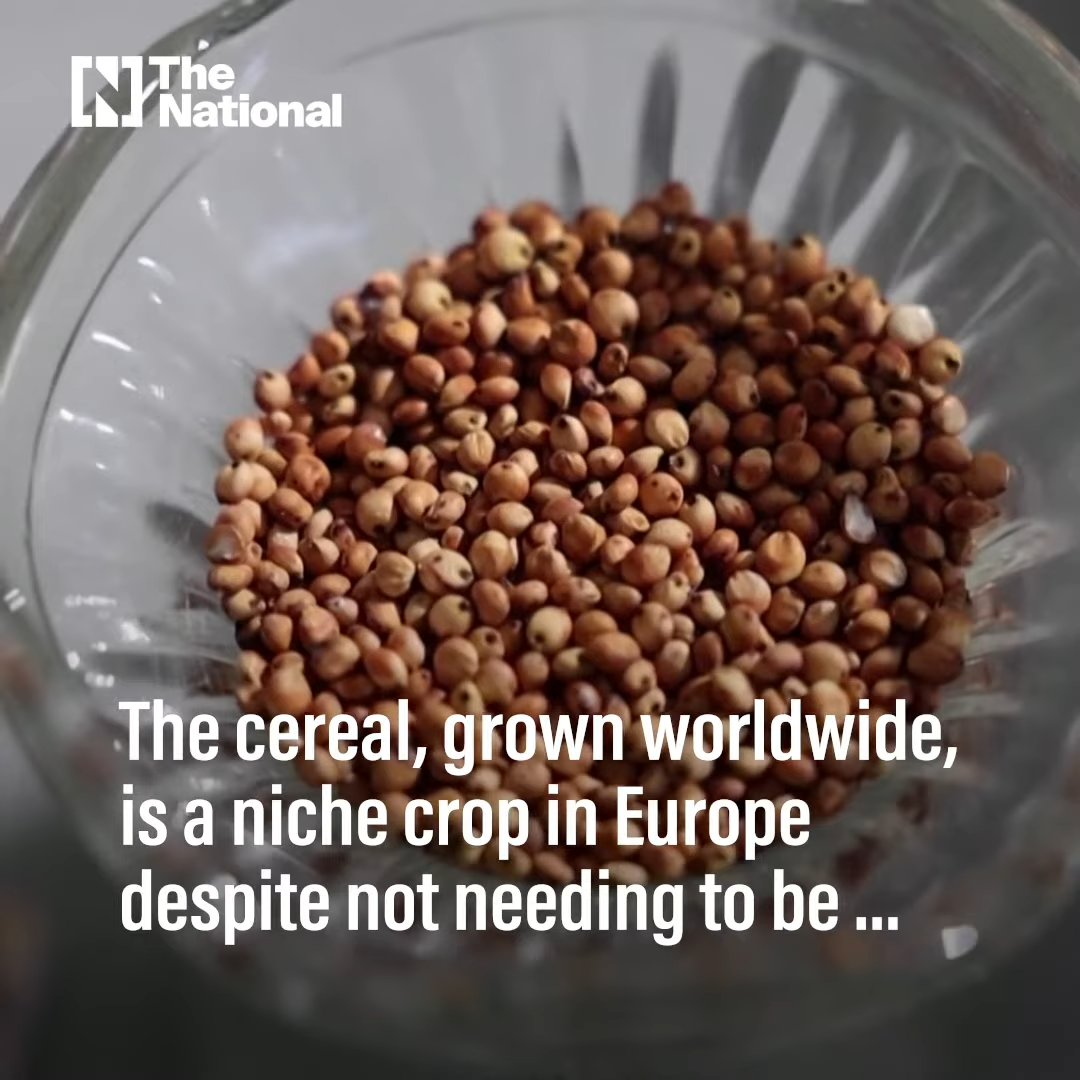 The
National
The cereal, grown worldwide,
is a niche crop in Europe
despite not needing to be ...